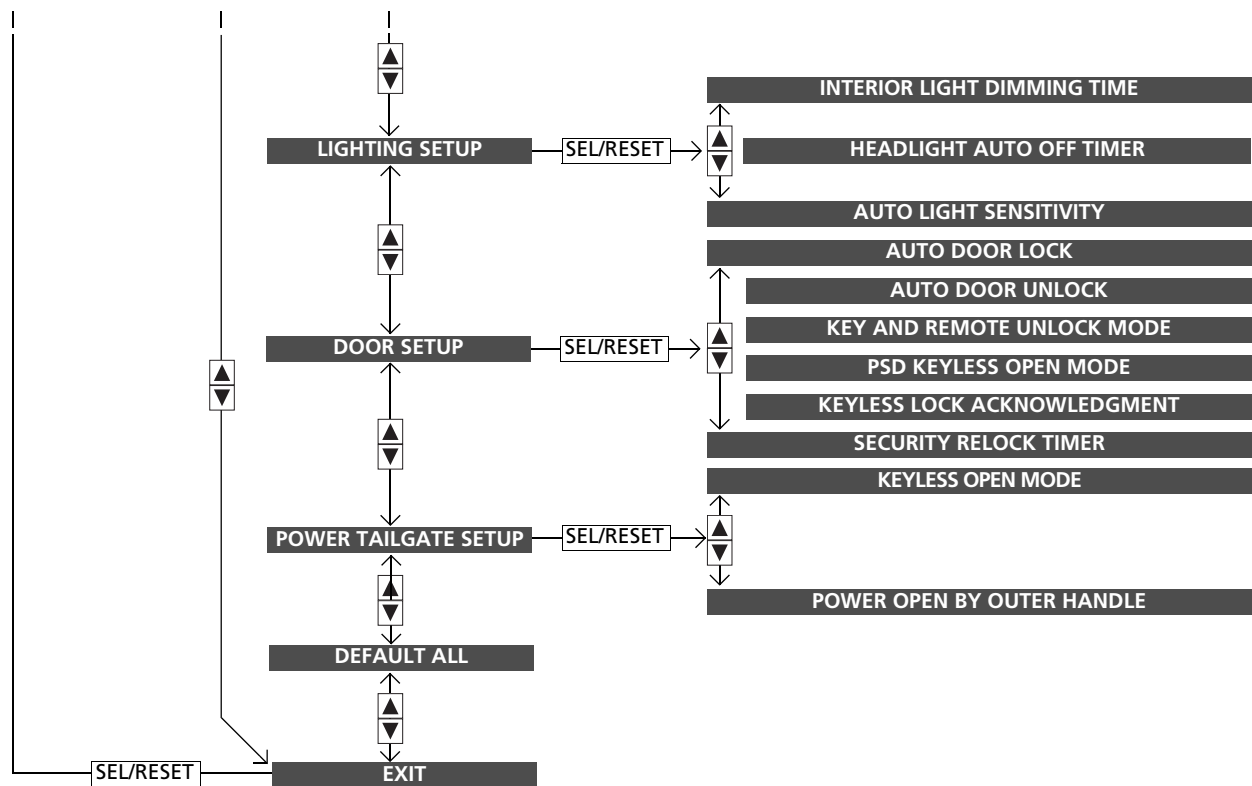 INTERIOR LIGHT DIMMING TIME
LIGHTING SETUP
SEL/RESET
HEADLIGHT AUTO OFF TIMER
AUTO LIGHT SENSITIVITY
AUTO DOOR LOCK
AUTO DOOR UNLOCK
KEY AND REMOTE UNLOCK MODE
DOOR SETUP
SEL/RESET
PSD KEYLESS OPEN MODE
KEYLESS LOCK ACKNOWLEDGMENT
SECURITY RELOCK TIMER
KEYLESS OPEN MODE
POWER TAILGATE SETUP
SEL/RESET
POWER OPEN BY OUTER HANDLE
DEFAULT ALL
SEL/RESET
EXIT